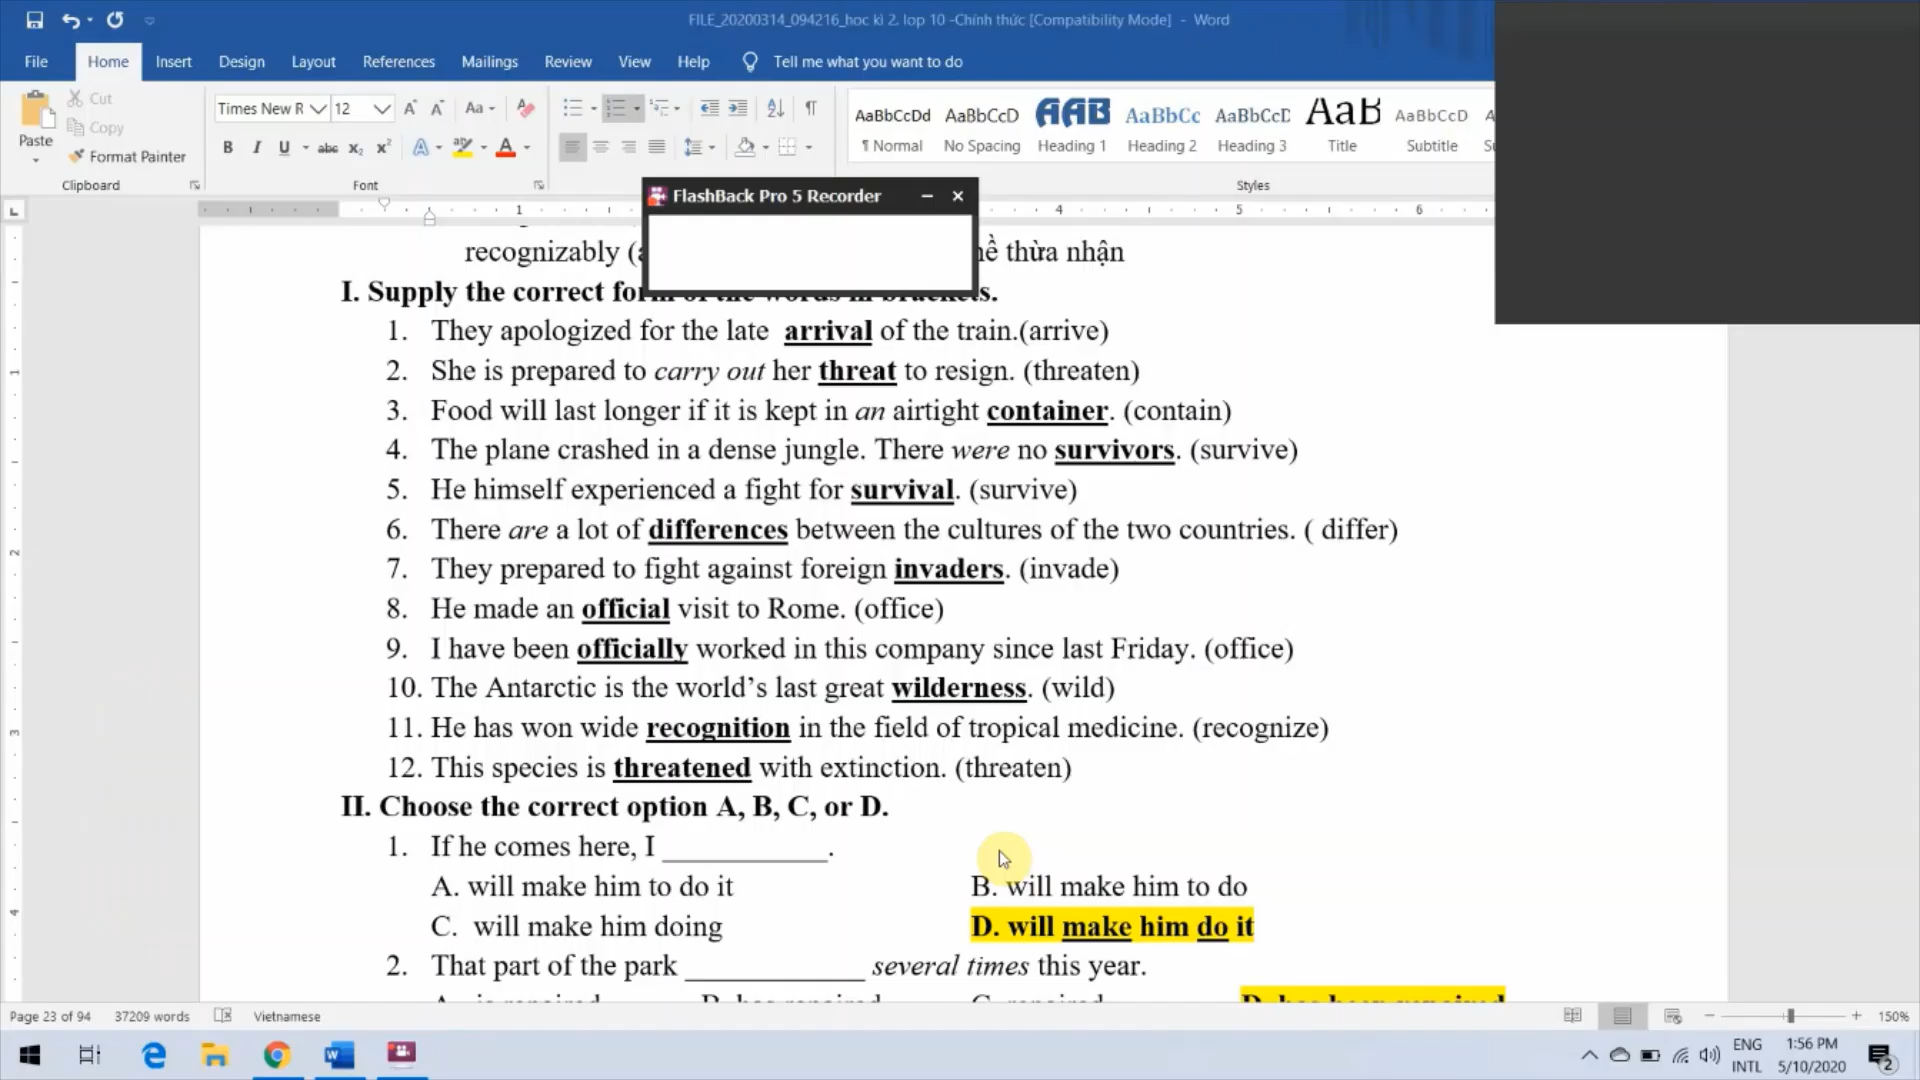 FILE_20200314_094216_hoc kì 2. lop 10 -Chính thức [Compatibility Mode] - Word
File Home Insert Design Layout References Mailings Review View Help Tell me what you want to do
Cut
Copy
Paste
Format Painter
Clipboard
Times New R 12
Font
AaBbCcDd AaBbCcD AAB AaBbCc AaBbCcD AaB AaBbCcD
¶ Normal No Spacing Heading 1 Heading 2 Heading 3 Title Subtitle
Styles
FlashBack Pro 5 Recorder
recognizably thừa nhận
I. Supply the correct form of the words in brackets.
1. They apologized for the late arrival of the train.(arrive)
2. She is prepared to carry out her threat to resign. (threaten)
3. Food will last longer if it is kept in an airtight container. (contain)
4. The plane crashed in a dense jungle. There were no survivors. (survive)
5. He himself experienced a fight for survival. (survive)
6. There are a lot of differences between the cultures of the two countries. ( differ)
7. They prepared to fight against foreign invaders. (invade)
8. He made an official visit to Rome. (office)
9. I have been officially worked in this company since last Friday. (office)
10. The Antarctic is the world’s last great wilderness. (wild)
11. He has won wide recognition in the field of tropical medicine. (recognize)
12. This species is threatened with extinction. (threaten)
II. Choose the correct option A, B, C, or D.
1. If he comes here, I ____________.
A. will make him to do it B. will make him to do
C. will make him doing D. will make him do it
2. That part of the park _____________ several times this year.
A. is repaired B. has repaired C. repaired D. has been repaired
Page 23 of 94 37209 words Vietnamese 150%
ENG 1:56 PM
INTL 5/10/2020 2